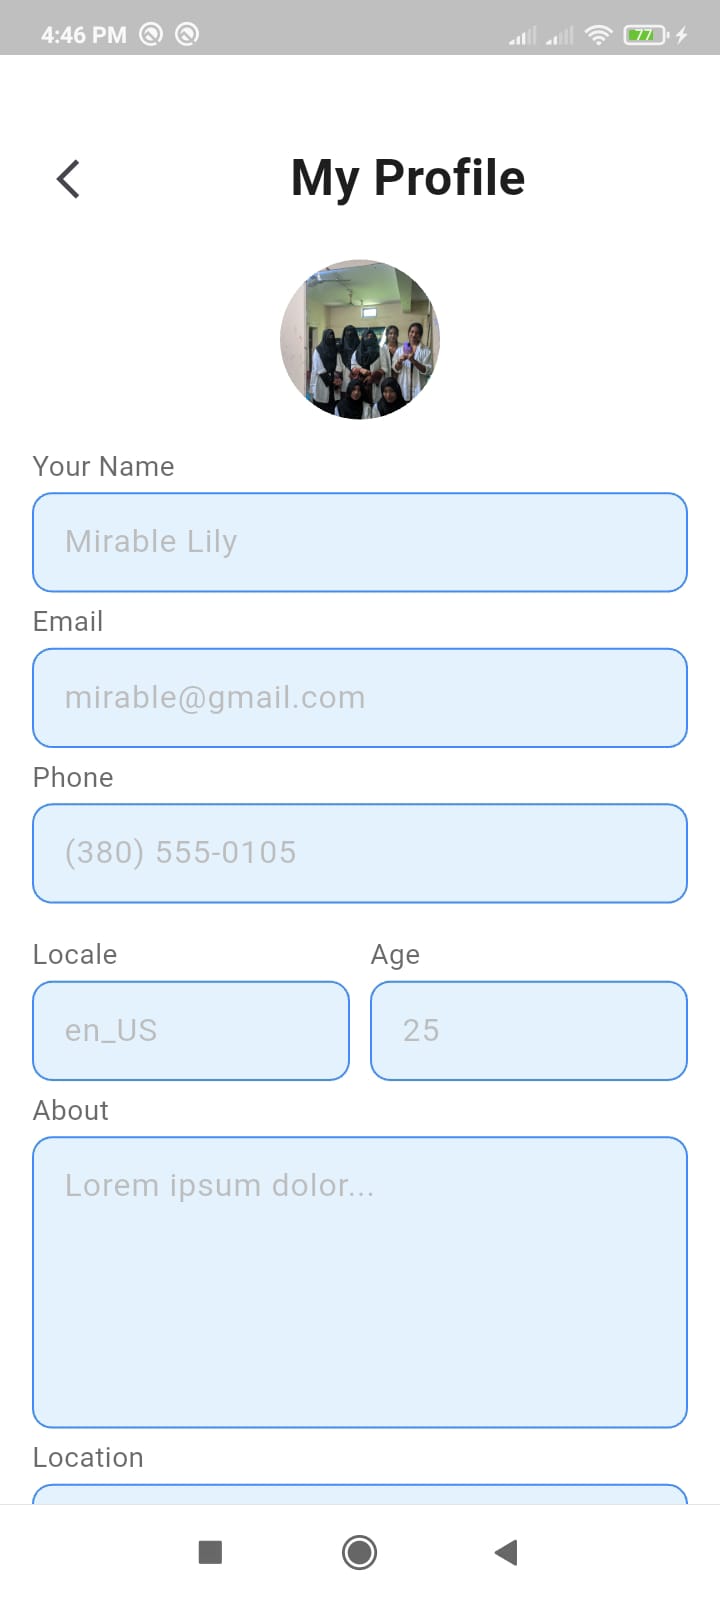 4:46 PM
77
My Profile
Your Name
Mirable Lily
Email
mirable@gmail.com
Phone
(380) 555-0105
Locale
Age
en_US
25
About
Lorem ipsum dolor...
Location